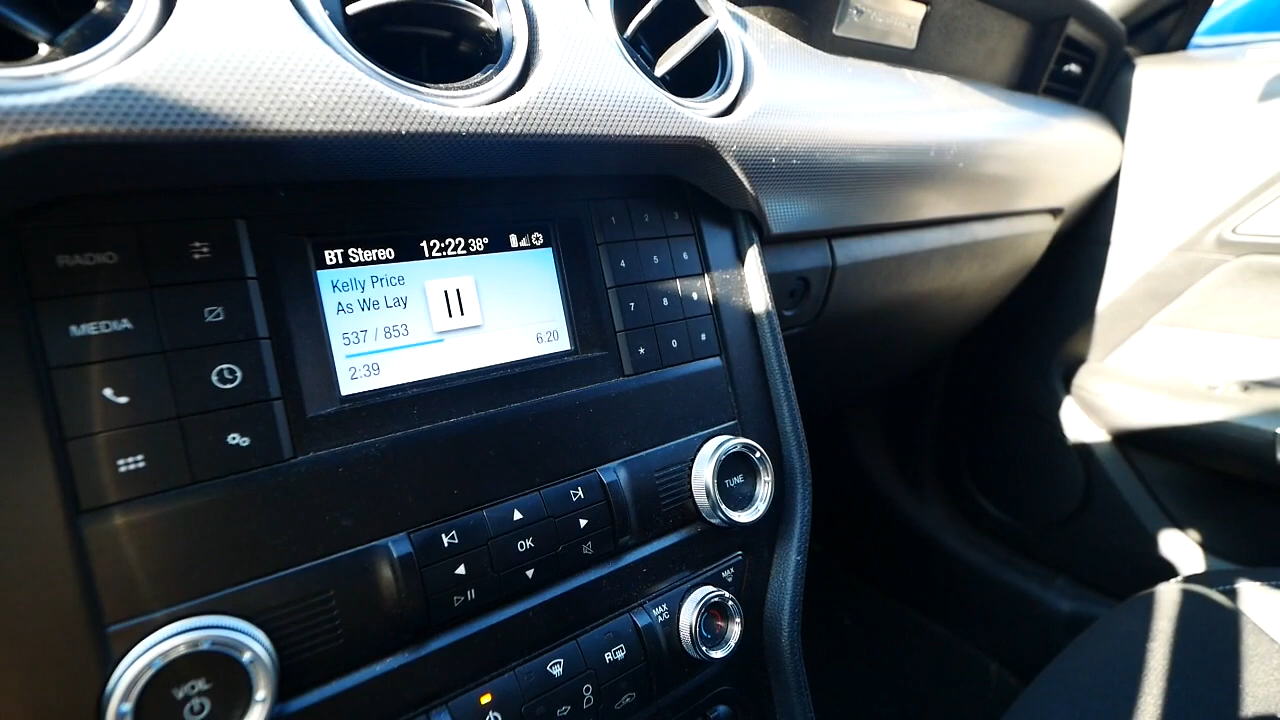 RADIO
MEDIA
BT Stereo 12:22 38°
Kelly Price
As We Lay
537 / 853
6:20
2:39
1 2 3
4 5 6
7 8 9
* 0 #
TUNE
OK
VOL
MAX A/C
MAX
R